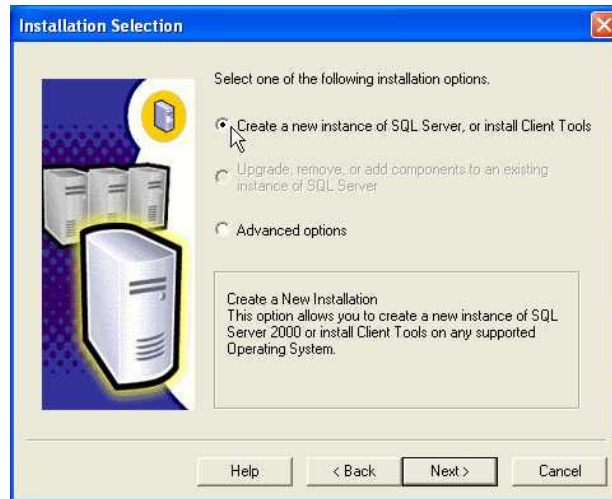 Installation Selection
Select one of the following installation options.
Create a new instance of SQL Server, or install Client Tools
Upgrade, remove, or add components to an existing
instance of SQL Server
Advanced options
Create a New Installation
This option allows you to create a new instance of SQL
Server 2000 or install Client Tools on any supported
Operating System.
Help
< Back
Next >
Cancel